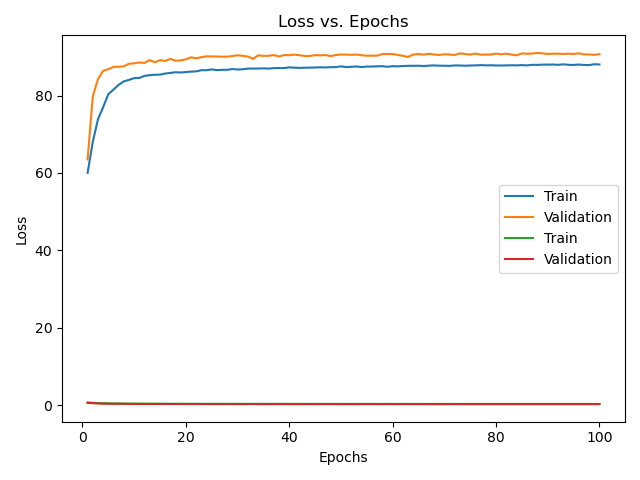 Loss vs. Epochs
Loss
80
60
40
20
0
Train
Validation
Train
Validation
0 20 40 60 80 100
Epochs